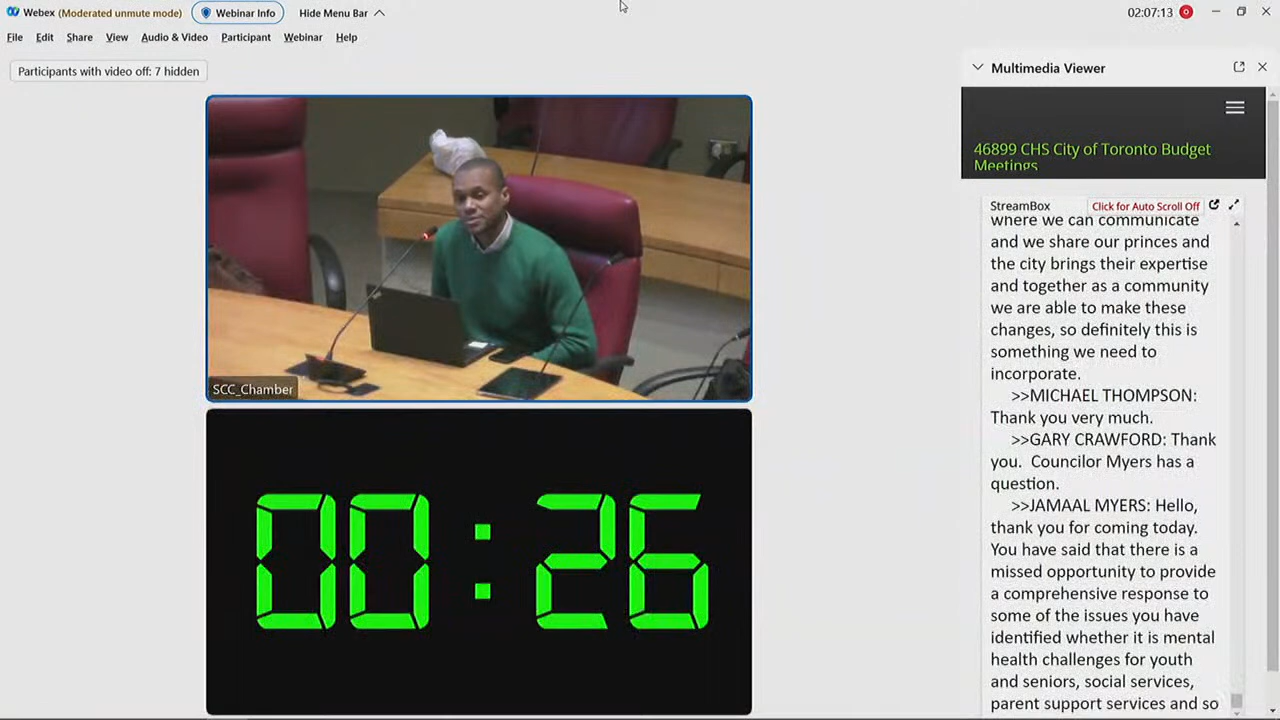 Webex (Moderated unmute mode) Webinar Info Hide Menu Bar 02:07:13
File Edit Share View Audio & Video Participant Webinar Help
Participants with video off: 7 hidden
Multimedia Viewer
46899 CHS City of Toronto Budget
Meetings
StreamBox Click for Auto Scroll Off
where we can communicate
and we share our princes and
the city brings their expertise
and together as a community
we are able to make these
changes, so definitely this is
something we need to
incorporate.
>>MICHAEL THOMPSON:
Thank you very much.
>>GARY CRAWFORD: Thank
you. Councilor Myers has a
question.
>>JAMAAL MYERS: Hello,
thank you for coming today.
You have said that there is a
missed opportunity to provide
a comprehensive response to
some of the issues you have
identified whether it is mental
health challenges for youth
and seniors, social services,
parent support services and so
SCC_Chamber
00:26